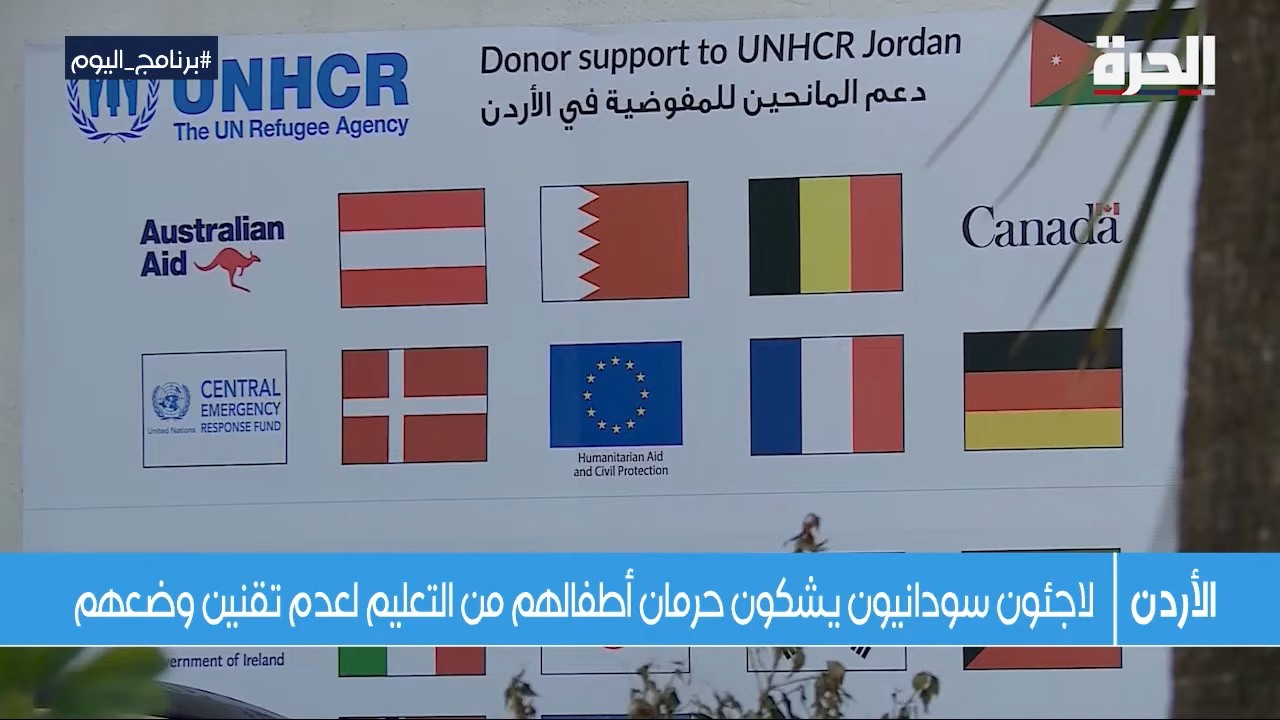 #برنامج_اليوم
الحرة
UNHCR
The UN Refugee Agency
Donor support to UNHCR Jordan
دعم المانحين للمفوضية في الأردن
Australian
Aid
Canada
United Nations
CENTRAL
EMERGENCY
RESPONSE FUND
Humanitarian Aid
and Civil Protection
الأردن
لاجئون سودانيون يشكون حرمان أطفالهم من التعليم لعدم تقنين وضعهم
of Ireland